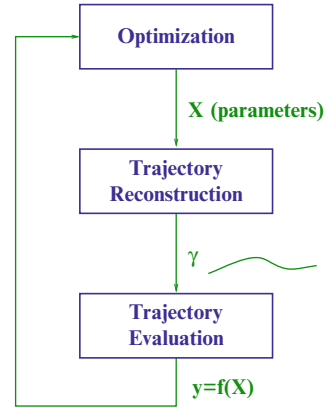 Optimization
X (parameters)
Trajectory
Reconstruction
γ
Trajectory
Evaluation
y=f(X)